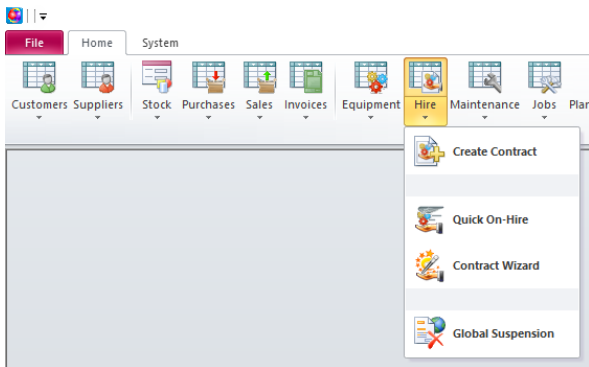 File Home System
Customers Suppliers Stock Purchases Sales Invoices Equipment Hire Maintenance Jobs
Create Contract
Quick On-Hire
Contract Wizard
Global Suspension